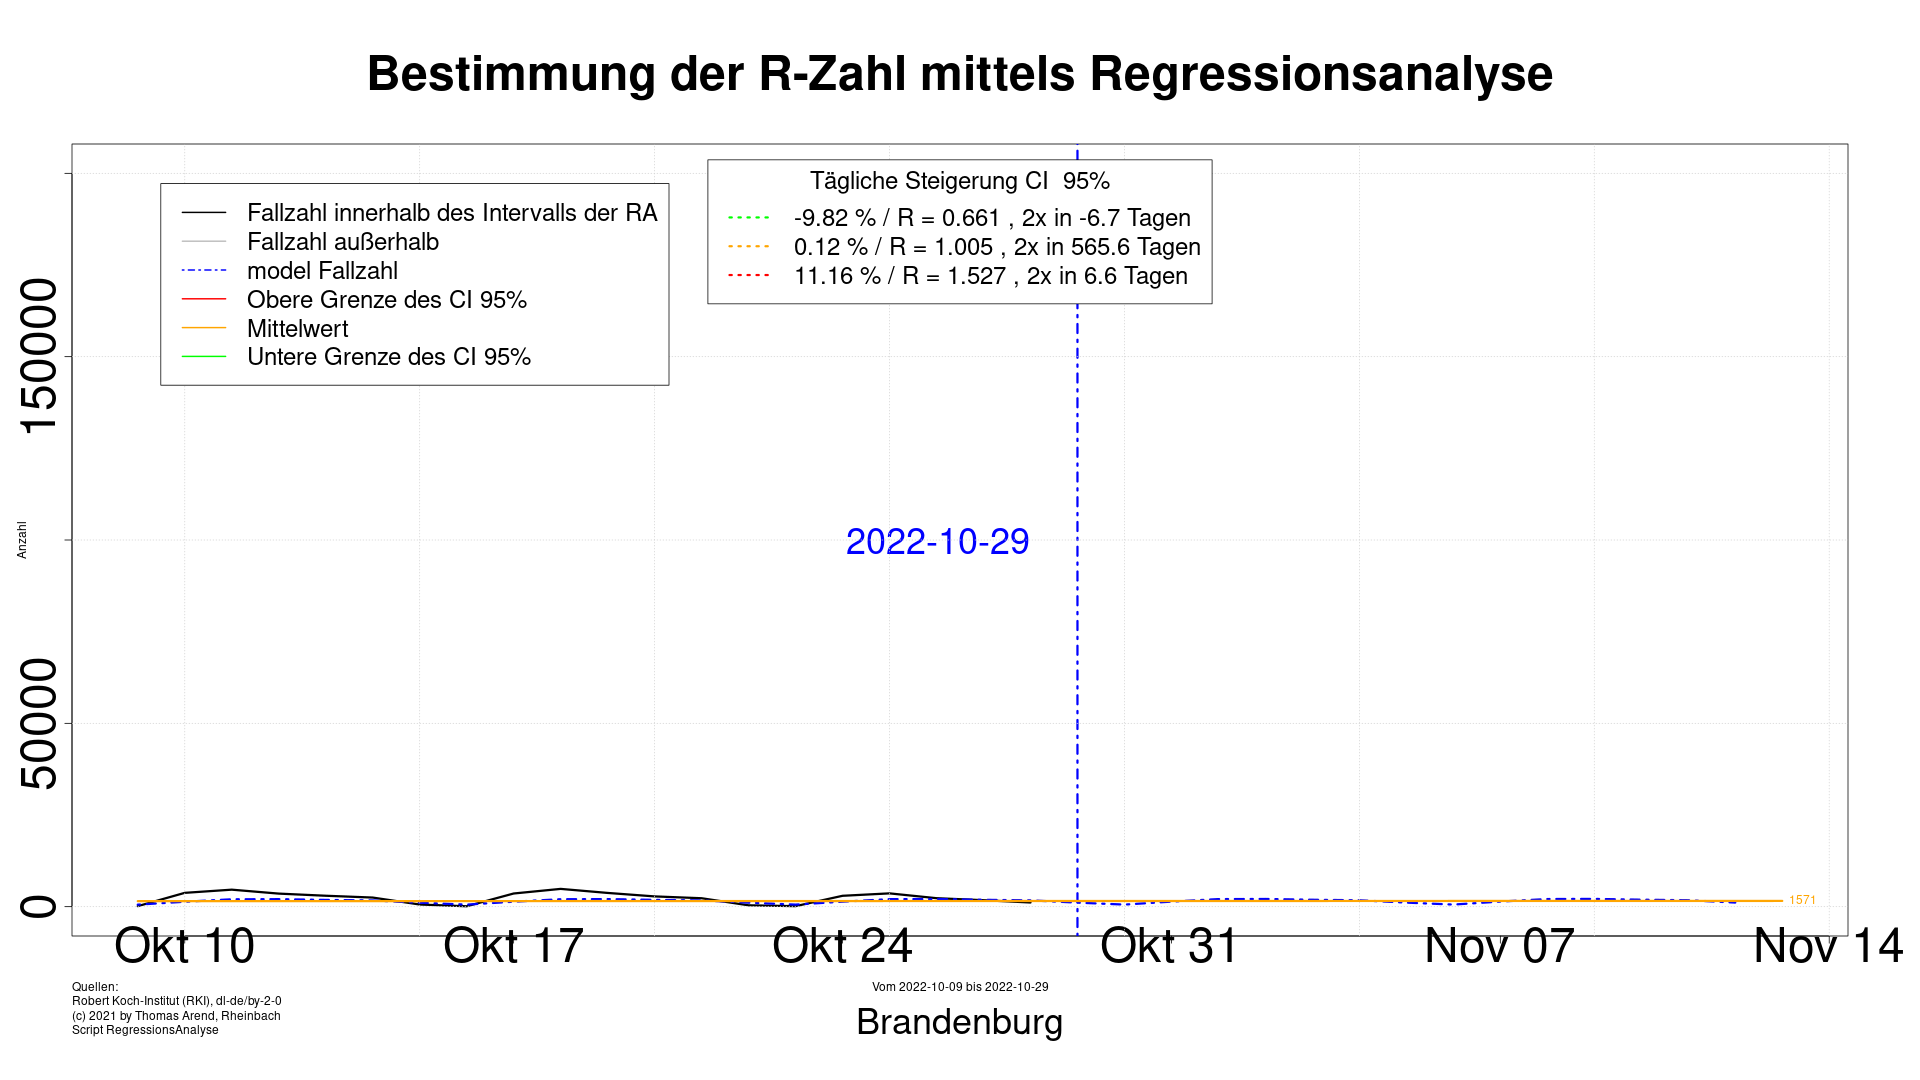 Bestimmung der R-Zahl mittels Regressionsanalyse
Fallzahl innerhalb des Intervalls der RA
Fallzahl außerhalb
model Fallzahl
Obere Grenze des CI 95%
Mittelwert
Untere Grenze des CI 95%
Tägliche Steigerung CI  95%
-9.82 % / R = 0.661 , 2x in -6.7 Tagen
0.12 % / R = 1.005 , 2x in 565.6 Tagen
11.16 % / R = 1.527 , 2x in 6.6 Tagen
150000
50000
0
Anzahl
2022-10-29
1571
Okt 10
Okt 17
Okt 24
Okt 31
Nov 07
Nov 14
Quellen:
Robert Koch-Institut (RKI), dl-de/by-2-0
(c) 2021 by Thomas Arend, Rheinbach
Script RegressionsAnalyse
Vom 2022-10-09 bis 2022-10-29
Brandenburg